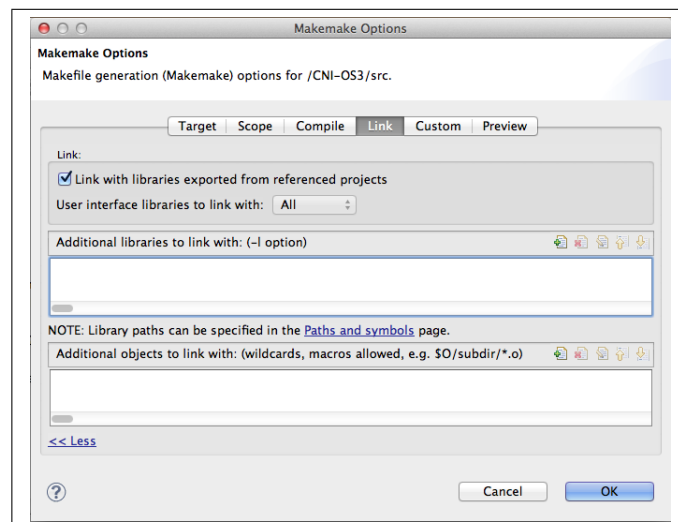 Makemake Options
Makemake Options
Makefile generation (Makemake) options for /CNI-OS3/src.
Target Scope Compile Link Custom Preview
Link:
Link with libraries exported from referenced projects
User interface libraries to link with: All
Additional libraries to link with: (-l option)
NOTE: Library paths can be specified in the Paths and symbols page.
Additional objects to link with: (wildcards, macros allowed, e.g. $O/subdir/*.o)
<< Less
? Cancel OK